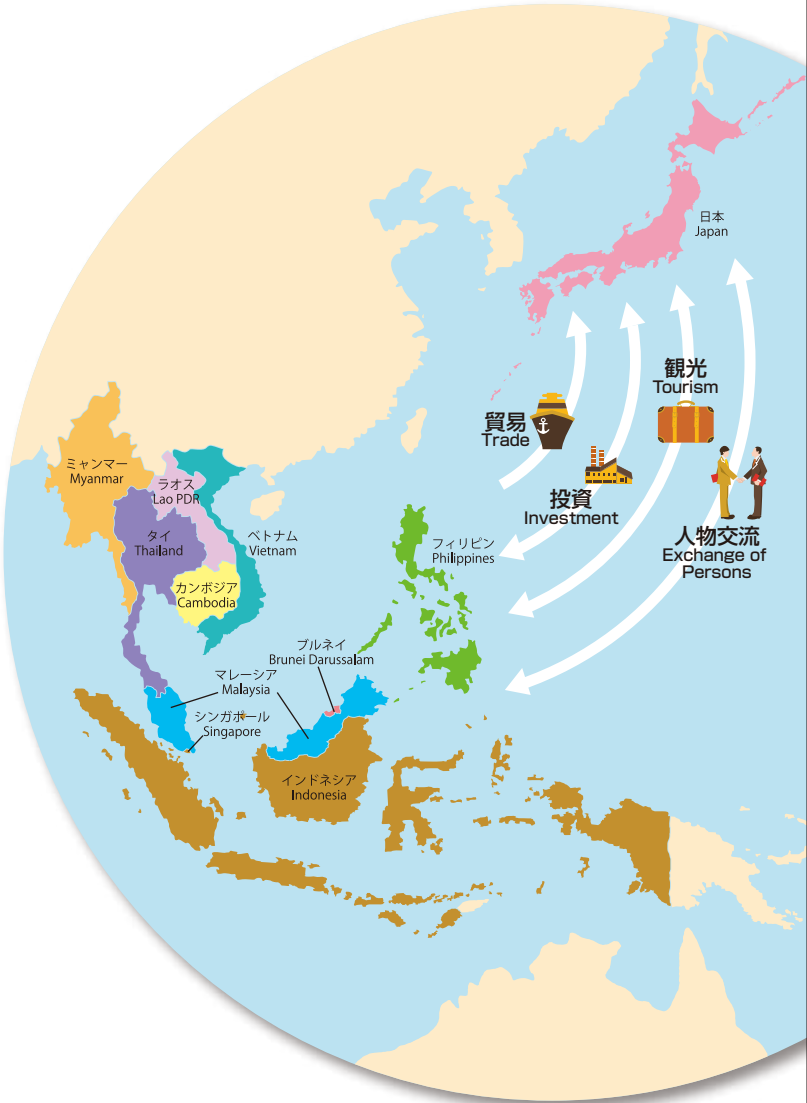 日本
Japan
観光
Tourism
貿易
Trade
投資
Investment
人物交流
Exchange of
Persons
ミャンマー
Myanmar
ラオス
Lao PDR
タイ
Thailand
ベトナム
Vietnam
カンボジア
Cambodia
フィリピン
Philippines
ブルネイ
Brunei Darussalam
マレーシア
Malaysia
シンガポール
Singapore
インドネシア
Indonesia